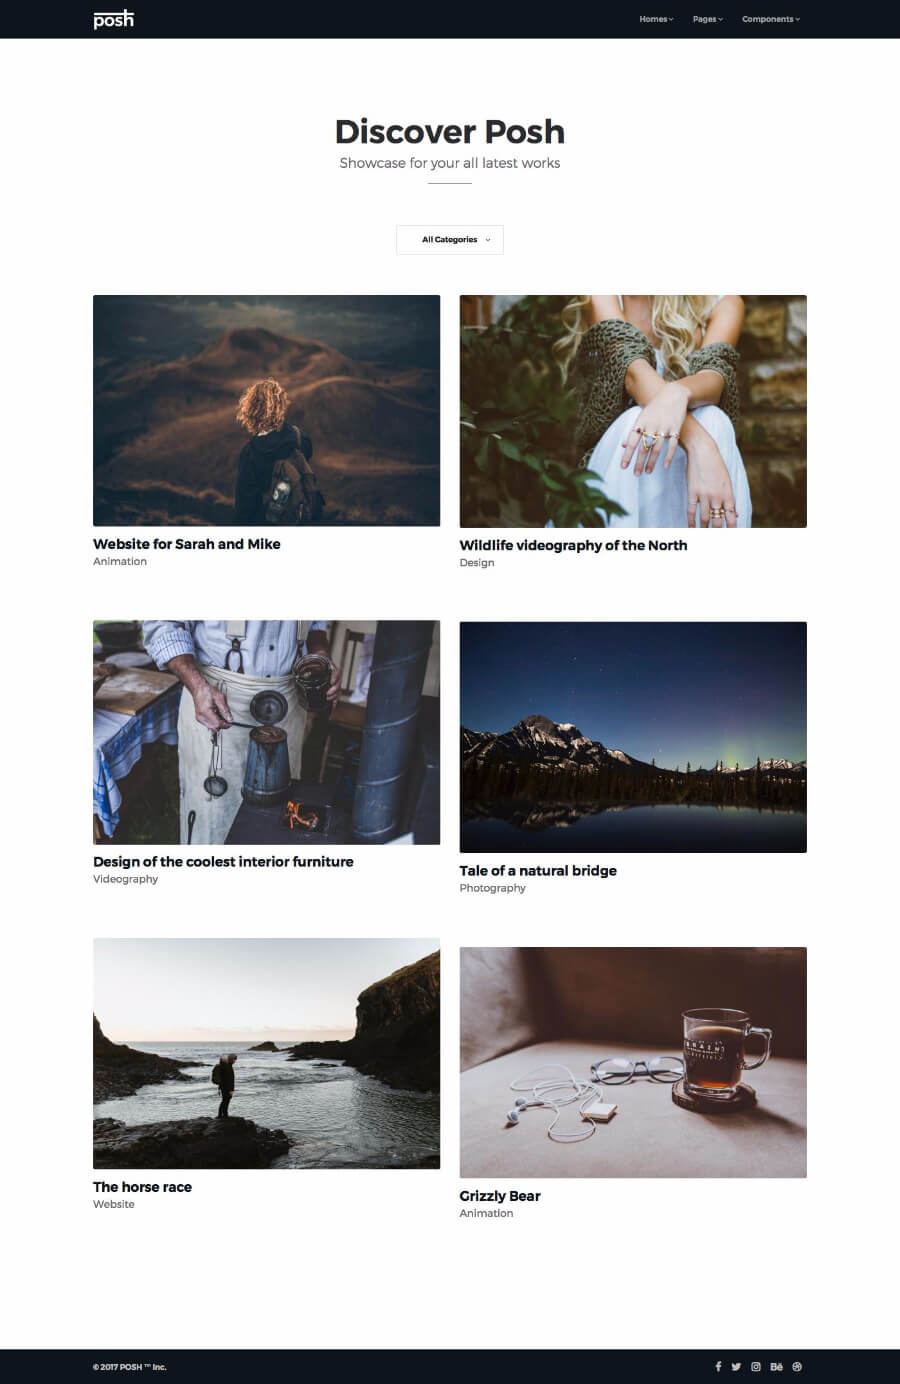 posh
Homes Pages Components
Discover Posh
Showcase for your all latest works
All Categories
Website for Sarah and Mike
Animation
Wildlife videography of the North
Design
Design of the coolest interior furniture
Videography
Tale of a natural bridge
Photography
The horse race
Website
Grizzly Bear
Animation
© 2017 POSH ™ Inc.
Bē